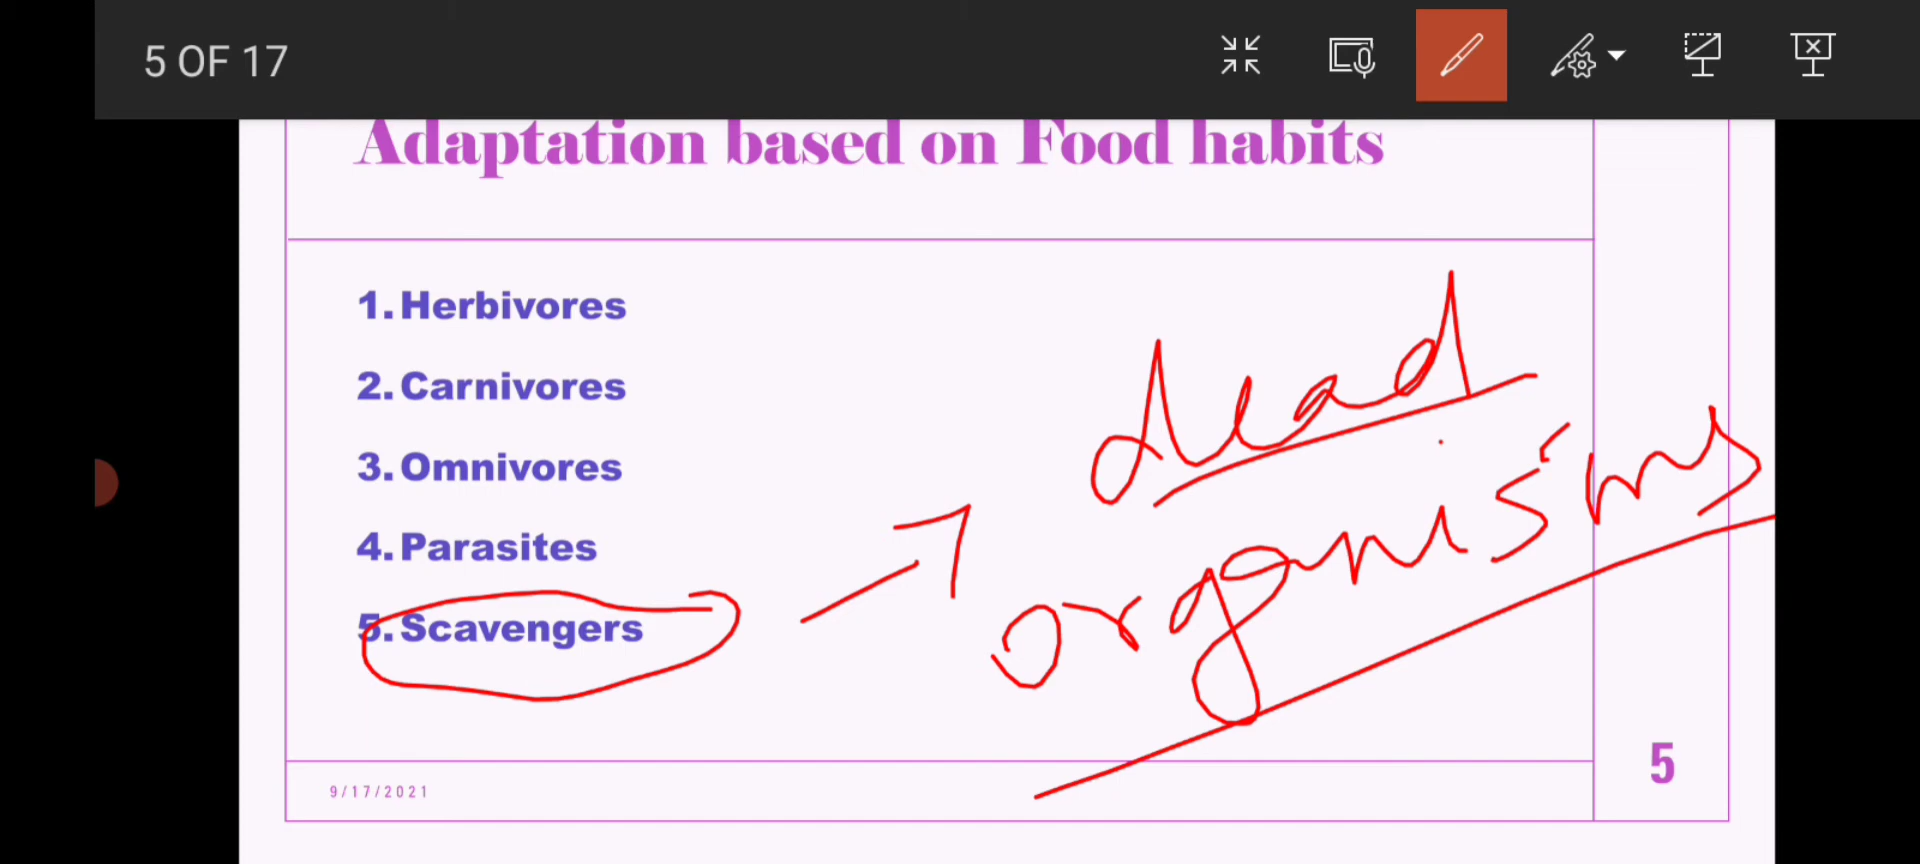 5 OF 17
Adaptation based on Food habits
1. Herbivores
2. Carnivores
3. Omnivores
4. Parasites
5. Scavengers
dead
organisms
9/17/2021
5